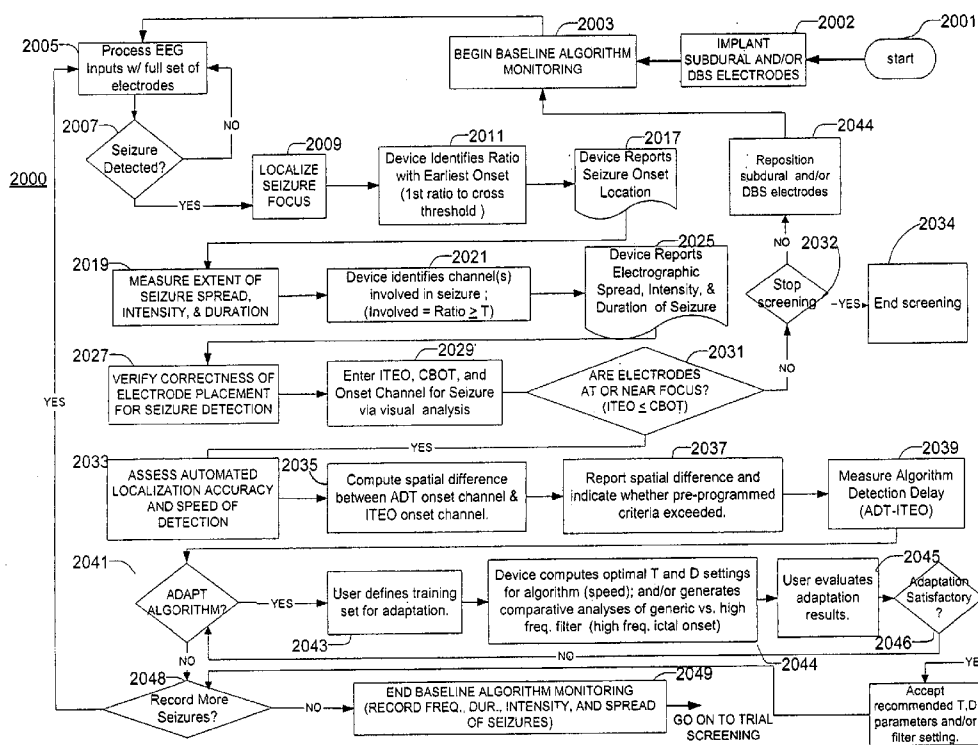 2001
start
2002
IMPLANT
SUBDURAL AND/OR
DBS ELECTRODES
2003
BEGIN BASELINE ALGORITHM
MONITORING
2005
Process EEG
inputs w/ full set of
electrodes
NO
2007
Seizure
Detected?
YES
2000
2009
LOCALIZE
SEIZURE
FOCUS
2011
Device Identifies Ratio
with Earliest Onset
(1st ratio to cross
threshold )
2017
Device Reports
Seizure Onset
Location
2044
Reposition
subdural and/or
DBS electrodes
2019
MEASURE EXTENT OF
SEIZURE SPREAD,
INTENSITY, & DURATION
2021
Device identifies channel(s)
involved in seizure ;
(Involved = Ratio ≥ T)
2025
Device Reports
Electrographic
Spread, Intensity, &
Duration of Seizure
NO
2032
Stop
screening
YES
2034
End screening
2027
VERIFY CORRECTNESS OF
ELECTRODE PLACEMENT
FOR SEIZURE DETECTION
2029
Enter ITEO, CBOT, and
Onset Channel for Seizure
via visual analysis
2031
ARE ELECTRODES
AT OR NEAR FOCUS?
(ITEO ≤ CBOT)
NO
YES
YES
2033
ASSESS AUTOMATED
LOCALIZATION ACCURACY
AND SPEED OF
DETECTION
2035
Compute spatial difference
between ADT onset channel &
ITEO onset channel.
2037
Report spatial difference and
indicate whether pre-programmed
criteria exceeded.
2039
Measure Algorithm
Detection Delay
(ADT-ITEO)
2041
ADAPT
ALGORITHM?
YES
User defines training
set for adaptation.
2043
Device computes optimal T and D settings
for algorithm (speed); and/or generates
comparative analyses of generic vs. high
freq. filter (high freq. ictal onset)
2044
2045
User evaluates
adaptation
results.
Adaptation
Satisfactory
?
2046
NO
NO
YE
2048
Record More
Seizures?
NO
2049
END BASELINE ALGORITHM MONITORING
(RECORD FREQ., DUR., INTENSITY, AND SPREAD
OF SEIZURES)
GO ON TO TRIAL
SCREENING
Accept
recommended T,D
parameters and/or
filter setting.